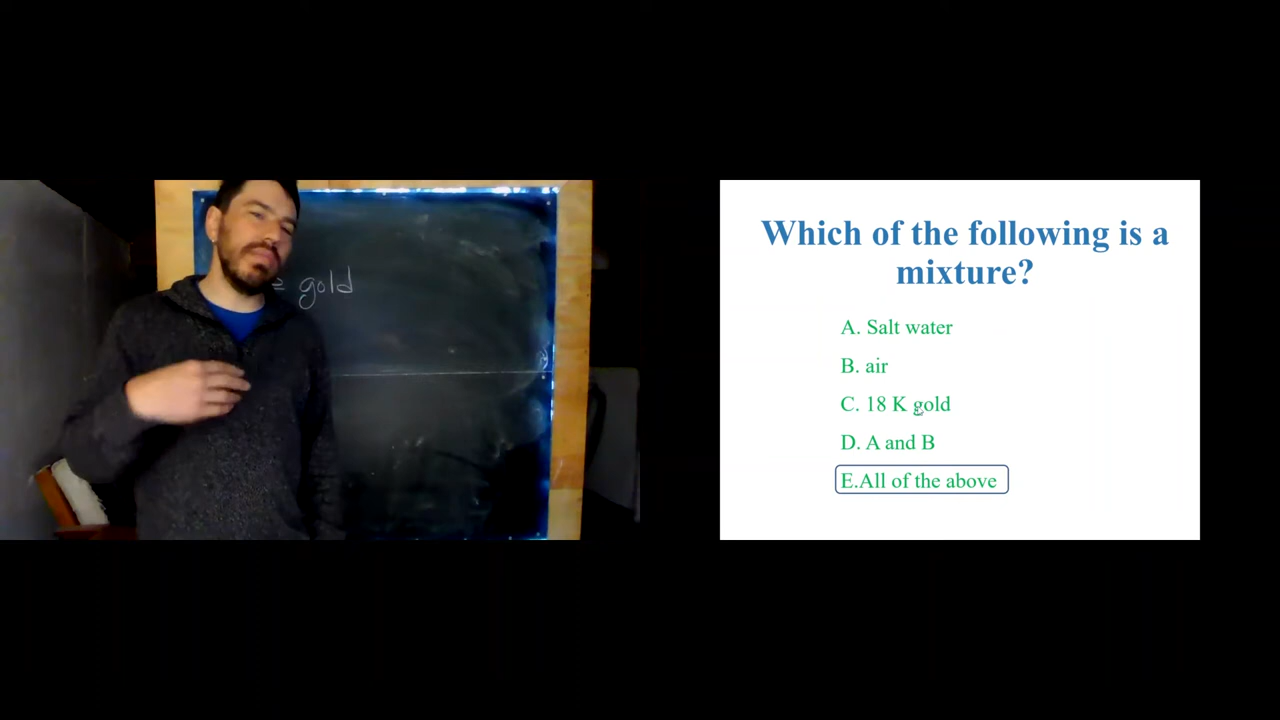 = gold
Which of the following is a
mixture?
A. Salt water
B. air
C. 18 K gold
D. A and B
E.All of the above